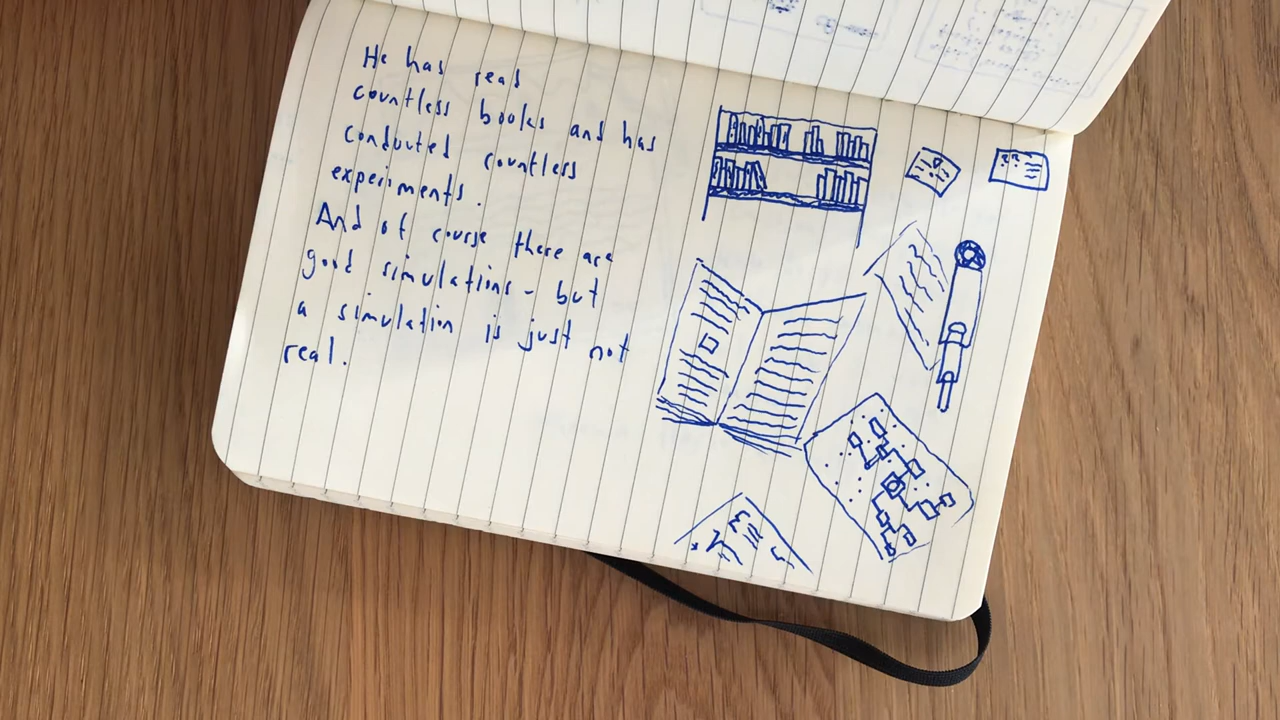 He has read
countless books and has
conducted countless
experiments.
And of course there are
good simulations - but
a simulation is just not
real.